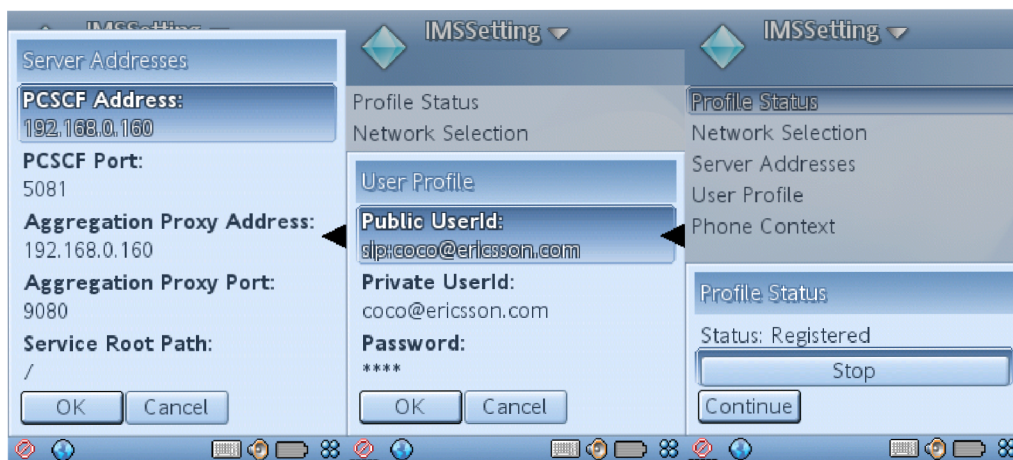 IMSSetting
Server Addresses
PCSCF Address:
192.168.0.160
PCSCF Port:
5081
Aggregation Proxy Address:
192.168.0.160
Aggregation Proxy Port:
9080
Service Root Path:
/
OK Cancel
IMSSetting
Profile Status
Network Selection
User Profile
Public UserId:
sip:coco@ericsson.com
Private UserId:
coco@ericsson.com
Password:
****
OK Cancel
IMSSetting
Profile Status
Network Selection
Server Addresses
User Profile
Phone Context
Profile Status
Status: Registered
Stop
Continue